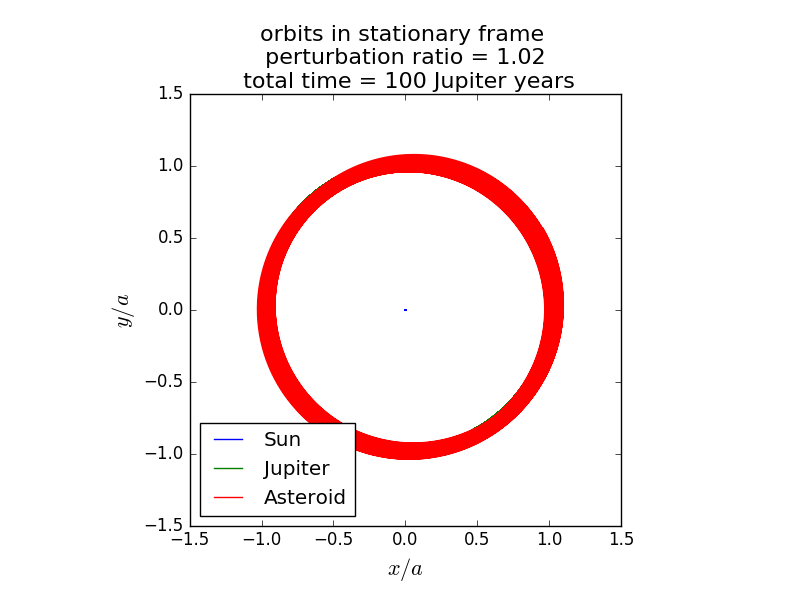 orbits in stationary frame
perturbation ratio = 1.02
total time = 100 Jupiter years
1.5
1.0
0.5
0.0
−0.5
−1.0
−1.5
y/a
Sun
Jupiter
Asteroid
−1.5 −1.0 −0.5 0.0 0.5 1.0 1.5
x/a